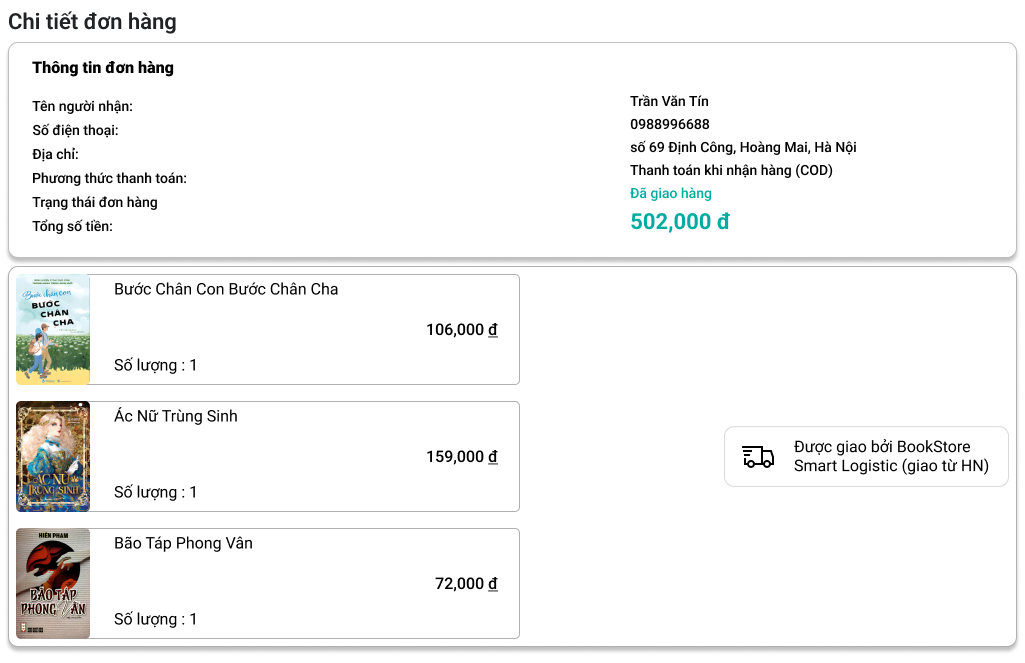 Chi tiết đơn hàng
Thông tin đơn hàng
Tên người nhận:
Trần Văn Tín
Số điện thoại:
0988996688
Địa chỉ:
số 69 Định Công, Hoàng Mai, Hà Nội
Phương thức thanh toán:
Thanh toán khi nhận hàng (COD)
Trạng thái đơn hàng
Đã giao hàng
Tổng số tiền:
502,000 đ
Bước chân con
BƯỚC
CHÂN
CHA
Bước Chân Con Bước Chân Cha
106,000 đ
Số lượng : 1
ÁC NỮ
TRÙNG SINH
Ác Nữ Trùng Sinh
159,000 đ
Số lượng : 1
Được giao bởi BookStore
Smart Logistic (giao từ HN)
HIỀN PHẠM
BÃO TÁP
PHONG VÂN
Bão Táp Phong Vân
72,000 đ
Số lượng : 1